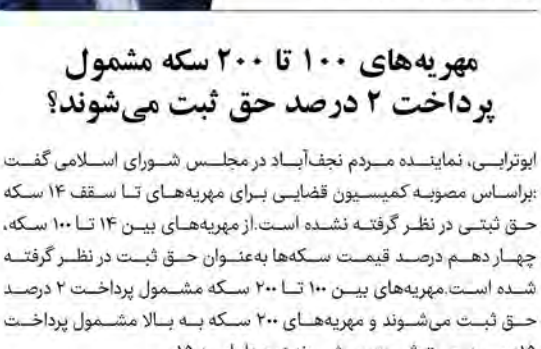 مهریه‌های ۱۰۰ تا ۲۰۰ سکه مشمول
پرداخت ۲ درصد حق ثبت می‌شوند؟
ابوترابی، نماینده مردم نجف‌آباد در مجلس شورای اسلامی گفت
:براساس مصوبه کمیسیون قضایی برای مهریه‌های تا سقف ۱۴ سکه
حق ثبتی در نظر گرفته نشده است.از مهریه‌های بین ۱۴ تا ۱۰۰ سکه،
چهار دهم درصد قیمت سکه‌ها به‌عنوان حق ثبت در نظر گرفته
شده است.مهریه‌های بین ۱۰۰ تا ۲۰۰ سکه مشمول پرداخت ۲ درصد
حق ثبت می‌شوند و مهریه‌های ۲۰۰ سکه به بالا مشمول پرداخت